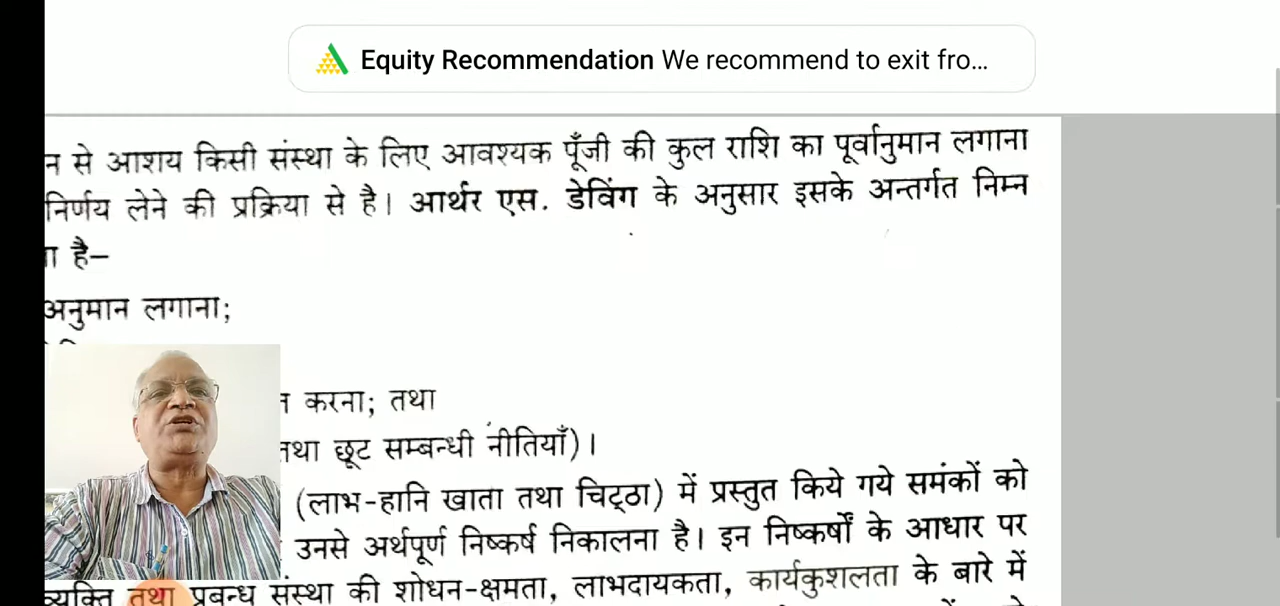 Equity Recommendation We recommend to exit fro...
न से आशय किसी संस्था के लिए आवश्यक पूँजी की कुल राशि का पूर्वानुमान लगाना
निर्णय लेने की प्रक्रिया से है। आर्थर एस. डेविंग के अनुसार इसके अन्तर्गत निम्न
ा है–
अनुमान लगाना;
न करना; तथा
तथा छूट सम्बन्धी नीतियाँ)।
(लाभ-हानि खाता तथा चिट्ठा) में प्रस्तुत किये गये समंकों को
उनसे अर्थपूर्ण निष्कर्ष निकालना है। इन निष्कर्षों के आधार पर
व्यक्ति तथा प्रबन्ध संस्था की शोधन-क्षमता, लाभदायकता, कार्यकुशलता के बारे में